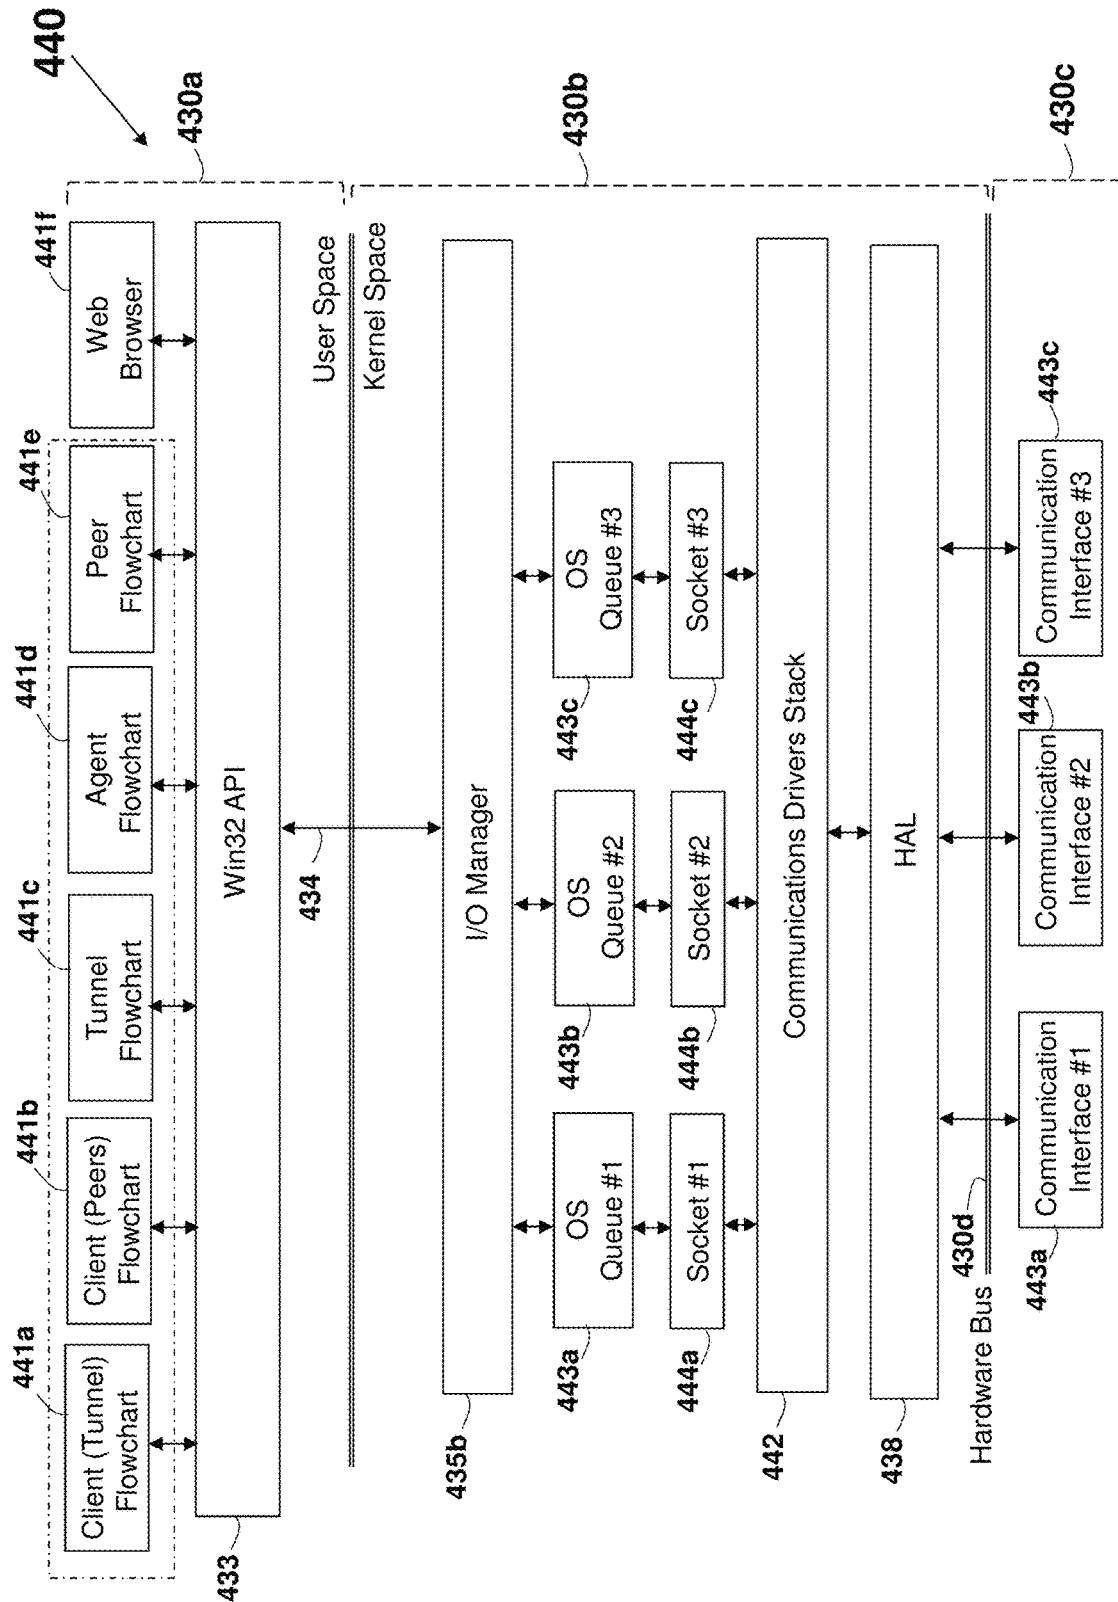 440
441a
441b
441c
441d
441e
441f
Client (Tunnel)
Flowchart
Client (Peers)
Flowchart
Tunnel
Flowchart
Agent
Flowchart
Peer
Flowchart
Web
Browser
430a
433
Win32 API
434
User Space
Kernel Space
430b
435b
I/O Manager
443a
OS
Queue #1
443b
OS
Queue #2
443c
OS
Queue #3
444a
Socket #1
444b
Socket #2
444c
Socket #3
442
Communications Drivers Stack
438
HAL
Hardware Bus
430d
430c
443a
Communication
Interface #1
443b
Communication
Interface #2
443c
Communication
Interface #3